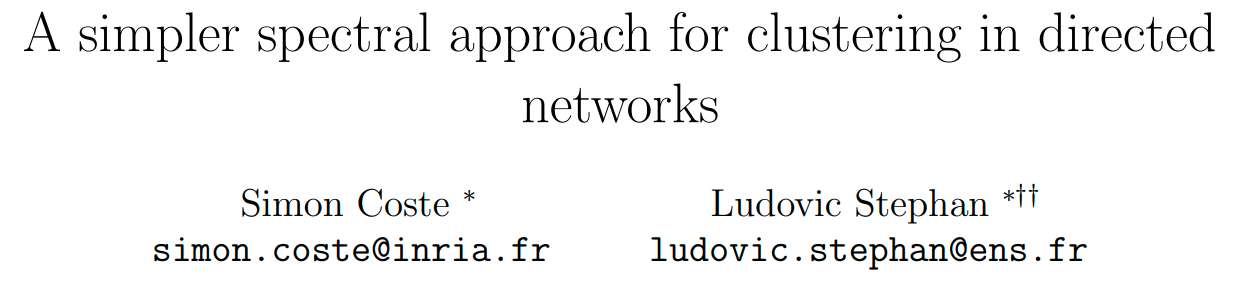 A simpler spectral approach for clustering in directed
networks
Simon Coste * Ludovic Stephan *††
simon.coste@inria.fr ludovic.stephan@ens.fr